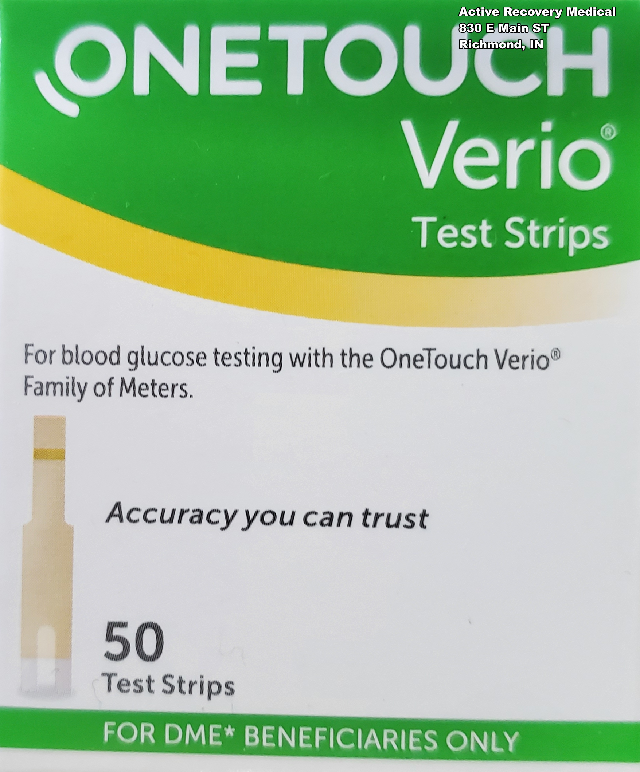 Active Recovery Medical
830 E Main ST
Richmond, IN
ONETOUCH
Verio®
Test Strips
For blood glucose testing with the OneTouch Verio®
Family of Meters.
Accuracy you can trust
50
Test Strips
FOR DME* BENEFICIARIES ONLY